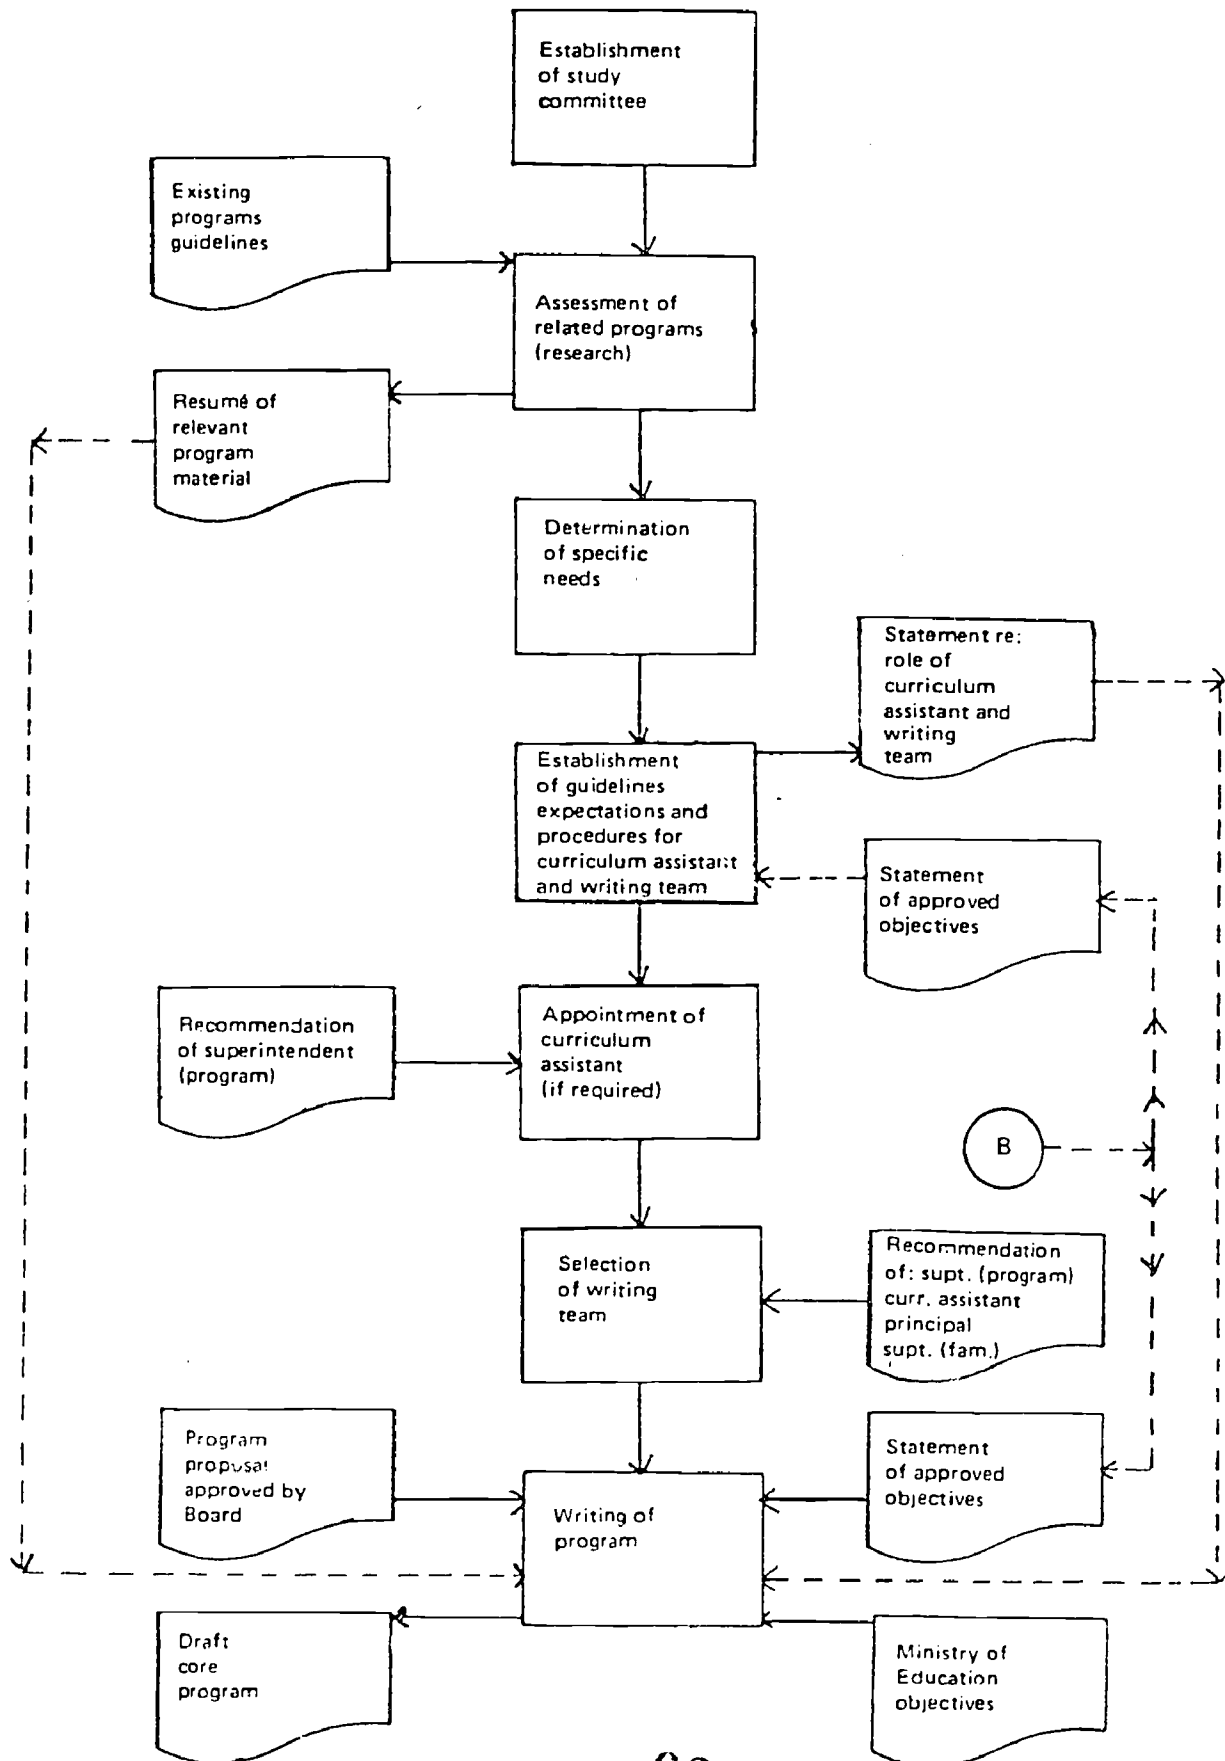 Establishment
of study
committee
Existing
programs
guidelines
Assessment of
related programs
(research)
Resumé of
relevant
program
material
Determination
of specific
needs
Statement re:
role of
curriculum
assistant and
writing
team
Establishment
of guidelines
expectations and
procedures for
curriculum assistant
and writing team
Statement
of approved
objectives
Recommendation
of superintendent
(program)
Appointment of
curriculum
assistant
(if required)
B
Selection
of writing
team
Recommendation
of: supt. (program)
curr. assistant
principal
supt. (fam.)
Program
proposal
approved by
Board
Writing of
program
Statement
of approved
objectives
Draft
core
program
Ministry of
Education
objectives